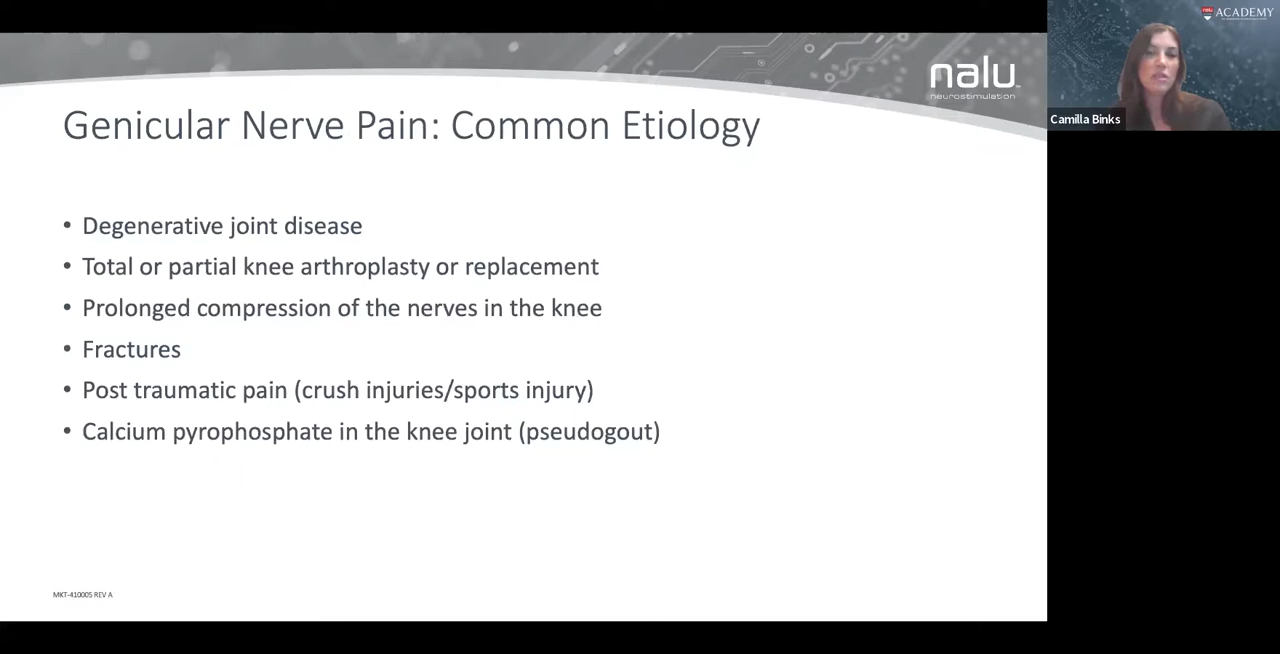 ACADEMY
nalu
neurostimulation
Camilla Binks
Genicular Nerve Pain: Common Etiology
• Degenerative joint disease
• Total or partial knee arthroplasty or replacement
• Prolonged compression of the nerves in the knee
• Fractures
• Post traumatic pain (crush injuries/sports injury)
• Calcium pyrophosphate in the knee joint (pseudogout)
MKT-410005 REV A